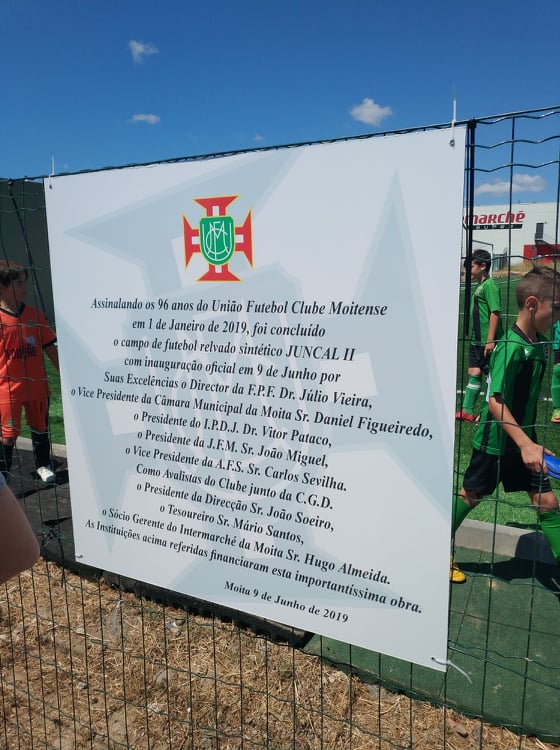 Assinalando os 96 anos do União Futebol Clube Moitense
em 1 de Janeiro de 2019, foi concluído
o campo de futebol relvado sintético JUNCAL II
com inauguração oficial em 9 de Junho por
Suas Excelências o Director da F.P.F. Dr. Júlio Vieira,
o Vice Presidente da Câmara Municipal da Moita Sr. Daniel Figueiredo,
o Presidente do I.P.D.J. Dr. Vitor Pataco,
o Presidente da J.F.M. Sr. João Miguel,
o Vice Presidente da A.F.S. Sr. Carlos Sevilha.
Como Avalistas do Clube junto da C.G.D.
o Presidente da Direcção Sr. João Soeiro,
o Tesoureiro Sr. Mário Santos,
o Sócio Gerente do Intermarché da Moita Sr. Hugo Almeida.
As Instituições acima referidas financiaram esta importantíssima obra.
Moita 9 de Junho de 2019
marché